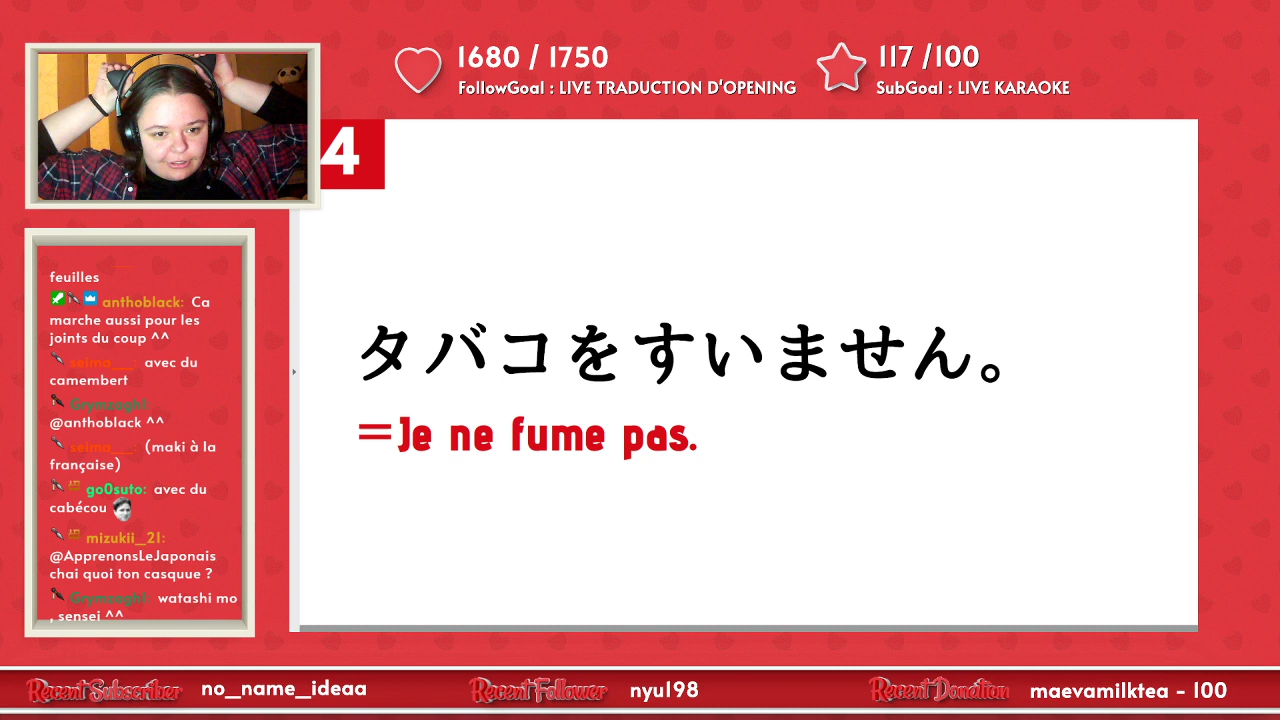 1680 / 1750
FollowGoal : LIVE TRADUCTION D'OPENING
117 /100
SubGoal : LIVE KARAOKE
4
タバコをすいません。
=Je ne fume pas.
feuilles
anthoblack: Ca
marche aussi pour les
joints du coup ^^
seima___: avec du
camembert
Grymzogh1:
@anthoblack ^^
seima___: (maki à la
française)
go0suto: avec du
cabécou
mizukii_21:
@ApprenonsLeJaponais
chai quoi ton casquue ?
Grymzogh1: watashi mo
, sensei ^^
Recent Subscriber no_name_ideaa
Recent Follower nyu198
Recent Donation maevamilktea - 100